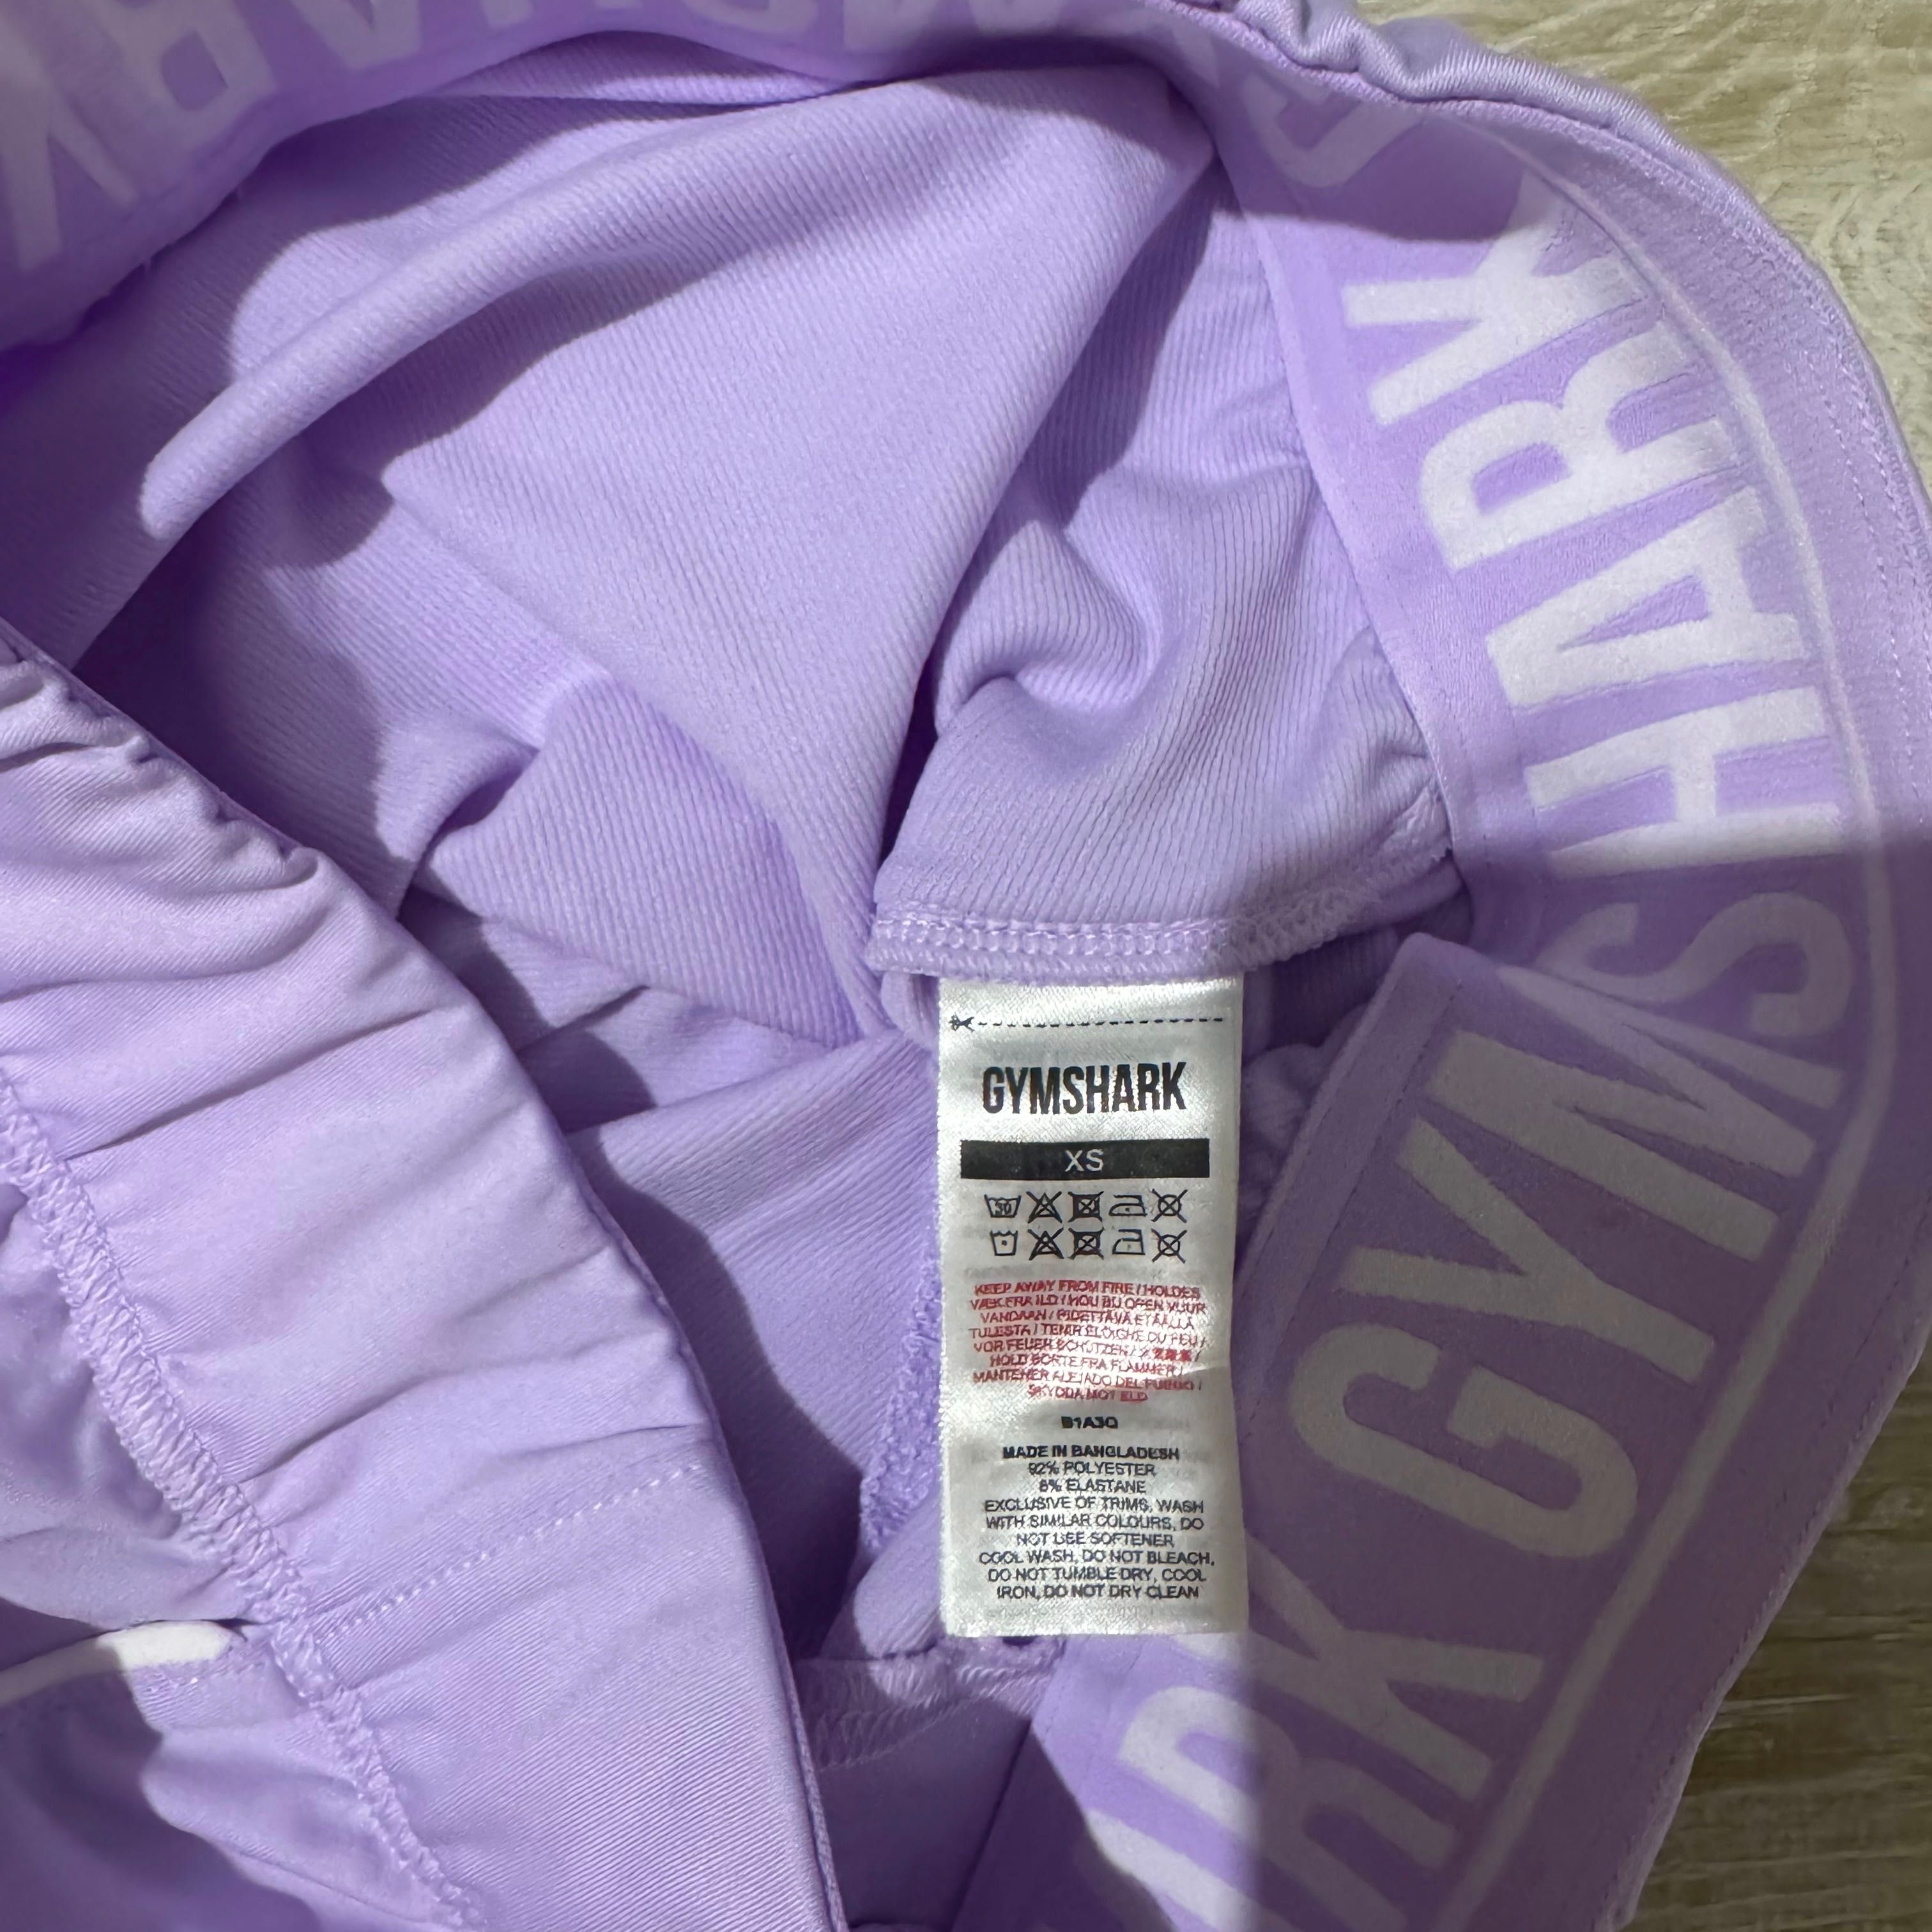 GYMSHARK
GYMSHARK
XS
30
KEEP AWAY FROM FIRE / HOLDES
VÆK FRA ILD / HOU BIJ OPEN VUUR
VANDAAN / PIDETTÄVÄ ETÄÄLLÄ
TULESTA / TENIR ÉLOIGNÉ DU FEU /
VOR FEUER SCHÜTZEN /
HOLD BORTE FRA FLAMMER /
MANTENER ALEJADO DEL FUEGO /
SKYDDA MOT ELD
B1A3Q
MADE IN BANGLADESH
92% POLYESTER
8% ELASTANE
EXCLUSIVE OF TRIMS, WASH
WITH SIMILAR COLOURS, DO
NOT USE SOFTENER
COOL WASH, DO NOT BLEACH,
DO NOT TUMBLE DRY, COOL
IRON, DO NOT DRY CLEAN